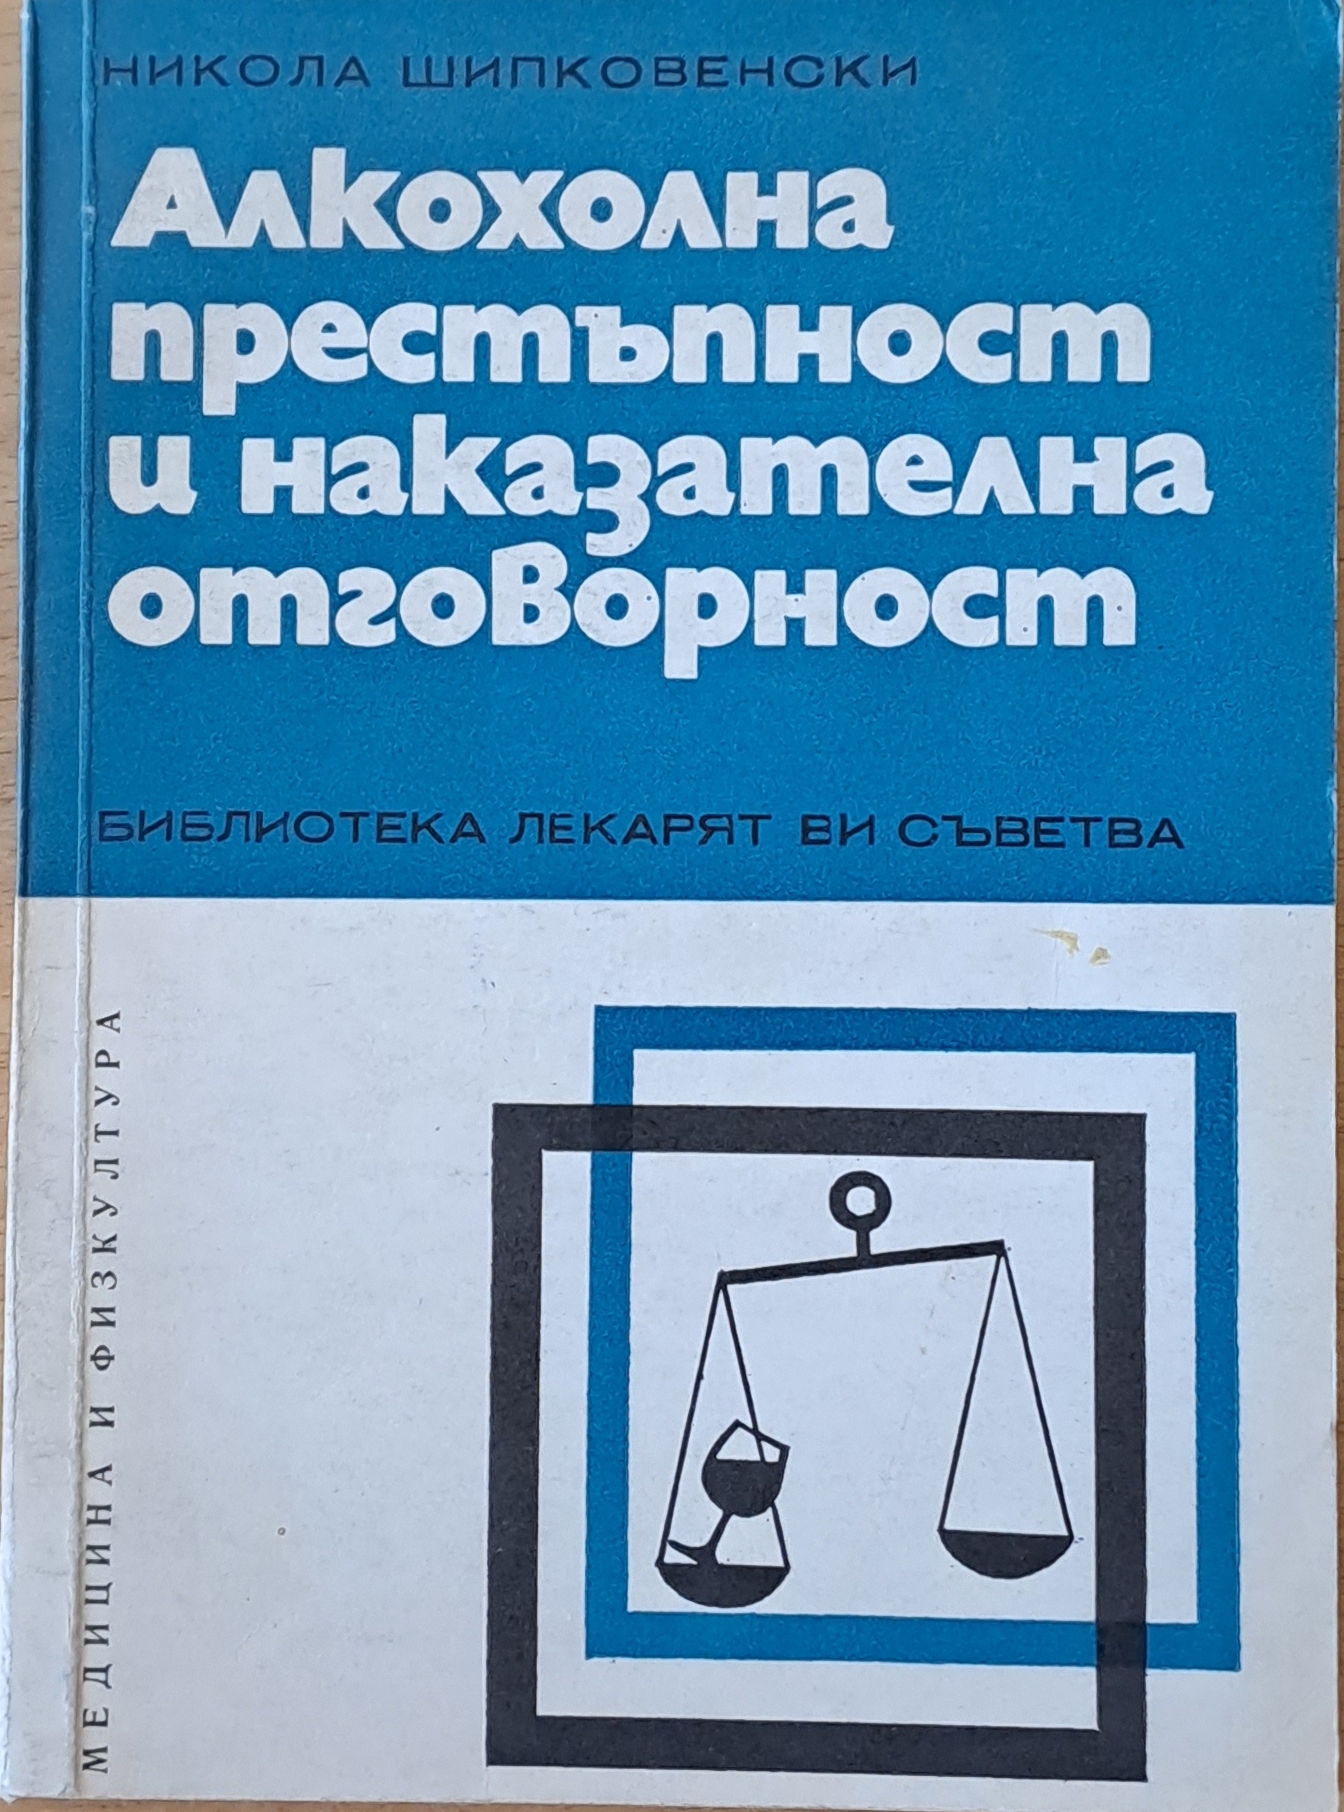 НИКОЛА ШИПКОВЕНСКИ
Алкохолна
престъпност
и наказателна
отговорност
БИБЛИОТЕКА ЛЕКАРЯТ ВИ СЪВЕТВА
МЕДИЦИНА И ФИЗКУЛТУРА